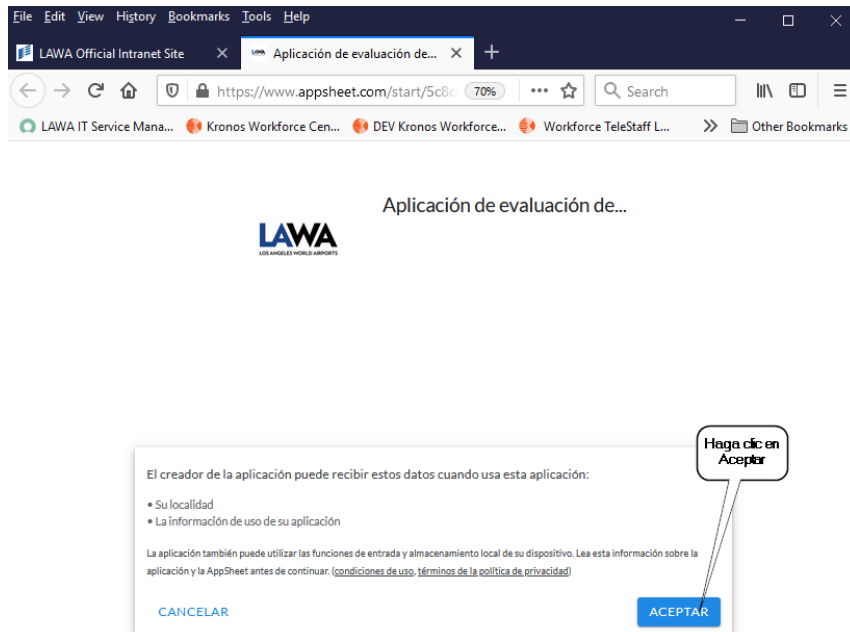 File Edit View History Bookmarks Tools Help
LAWA Official Intranet Site Aplicación de evaluación de...
https://www.appsheet.com/start/5c8c 70% Search
LAWA IT Service Mana... Kronos Workforce Cen... DEV Kronos Workforce... Workforce TeleStaff L... Other Bookmarks
Aplicación de evaluación de...
LAWA
LOS ANGELES WORLD AIRPORTS
Haga clic en
Aceptar
El creador de la aplicación puede recibir estos datos cuando usa esta aplicación:
• Su localidad
• La información de uso de su aplicación
La aplicación también puede utilizar las funciones de entrada y almacenamiento local de su dispositivo. Lea esta información sobre la
aplicación y la AppSheet antes de continuar. (condiciones de uso, términos de la política de privacidad)
CANCELAR ACEPTAR